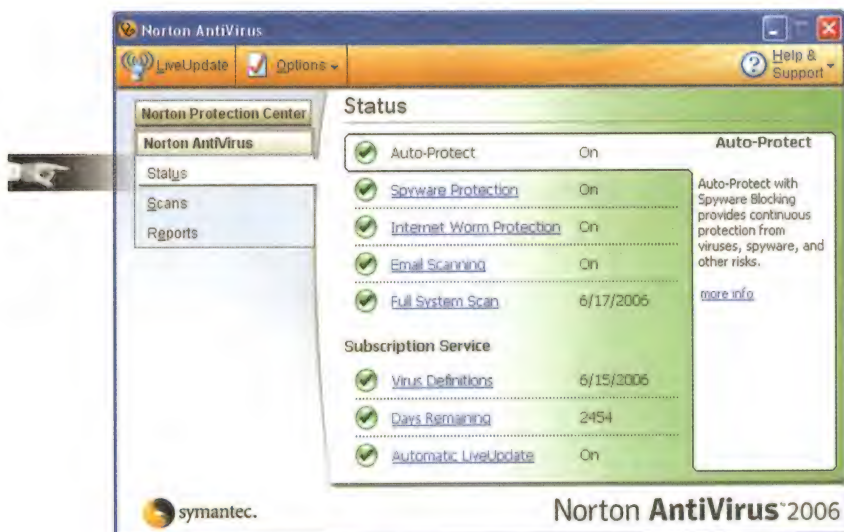 Norton AntiVirus
LiveUpdate Options Help & Support
Norton Protection Center
Norton AntiVirus
Status
Scans
Reports
Status
Auto-Protect On
Spyware Protection On
Internet Worm Protection On
Email Scanning On
Full System Scan 6/17/2006
Subscription Service
Virus Definitions 6/15/2006
Days Remaining 2454
Automatic LiveUpdate On
Auto-Protect
Auto-Protect with
Spyware Blocking
provides continuous
protection from
viruses, spyware, and
other risks.
more info
symantec.
Norton AntiVirus™ 2006